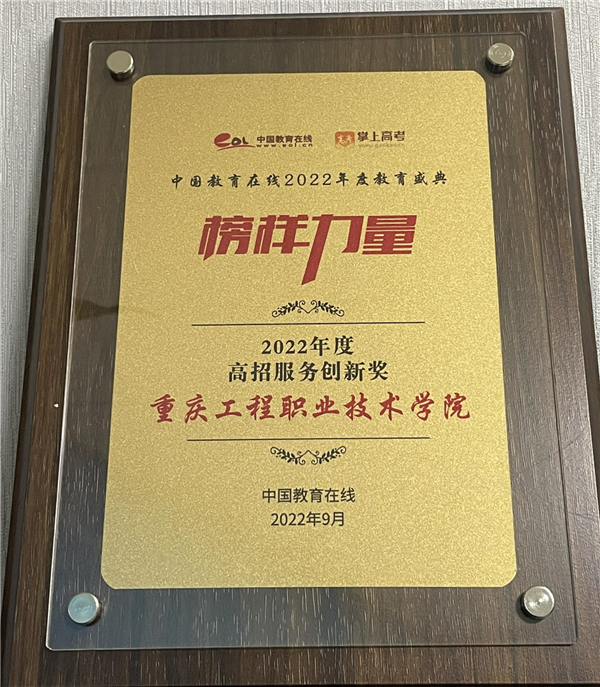 eol 中国教育在线 掌上高考
www.eol.cn
中国教育在线2022年度教育盛典
榜样力量
2022年度
高招服务创新奖
重庆工程职业技术学院
中国教育在线
2022年9月